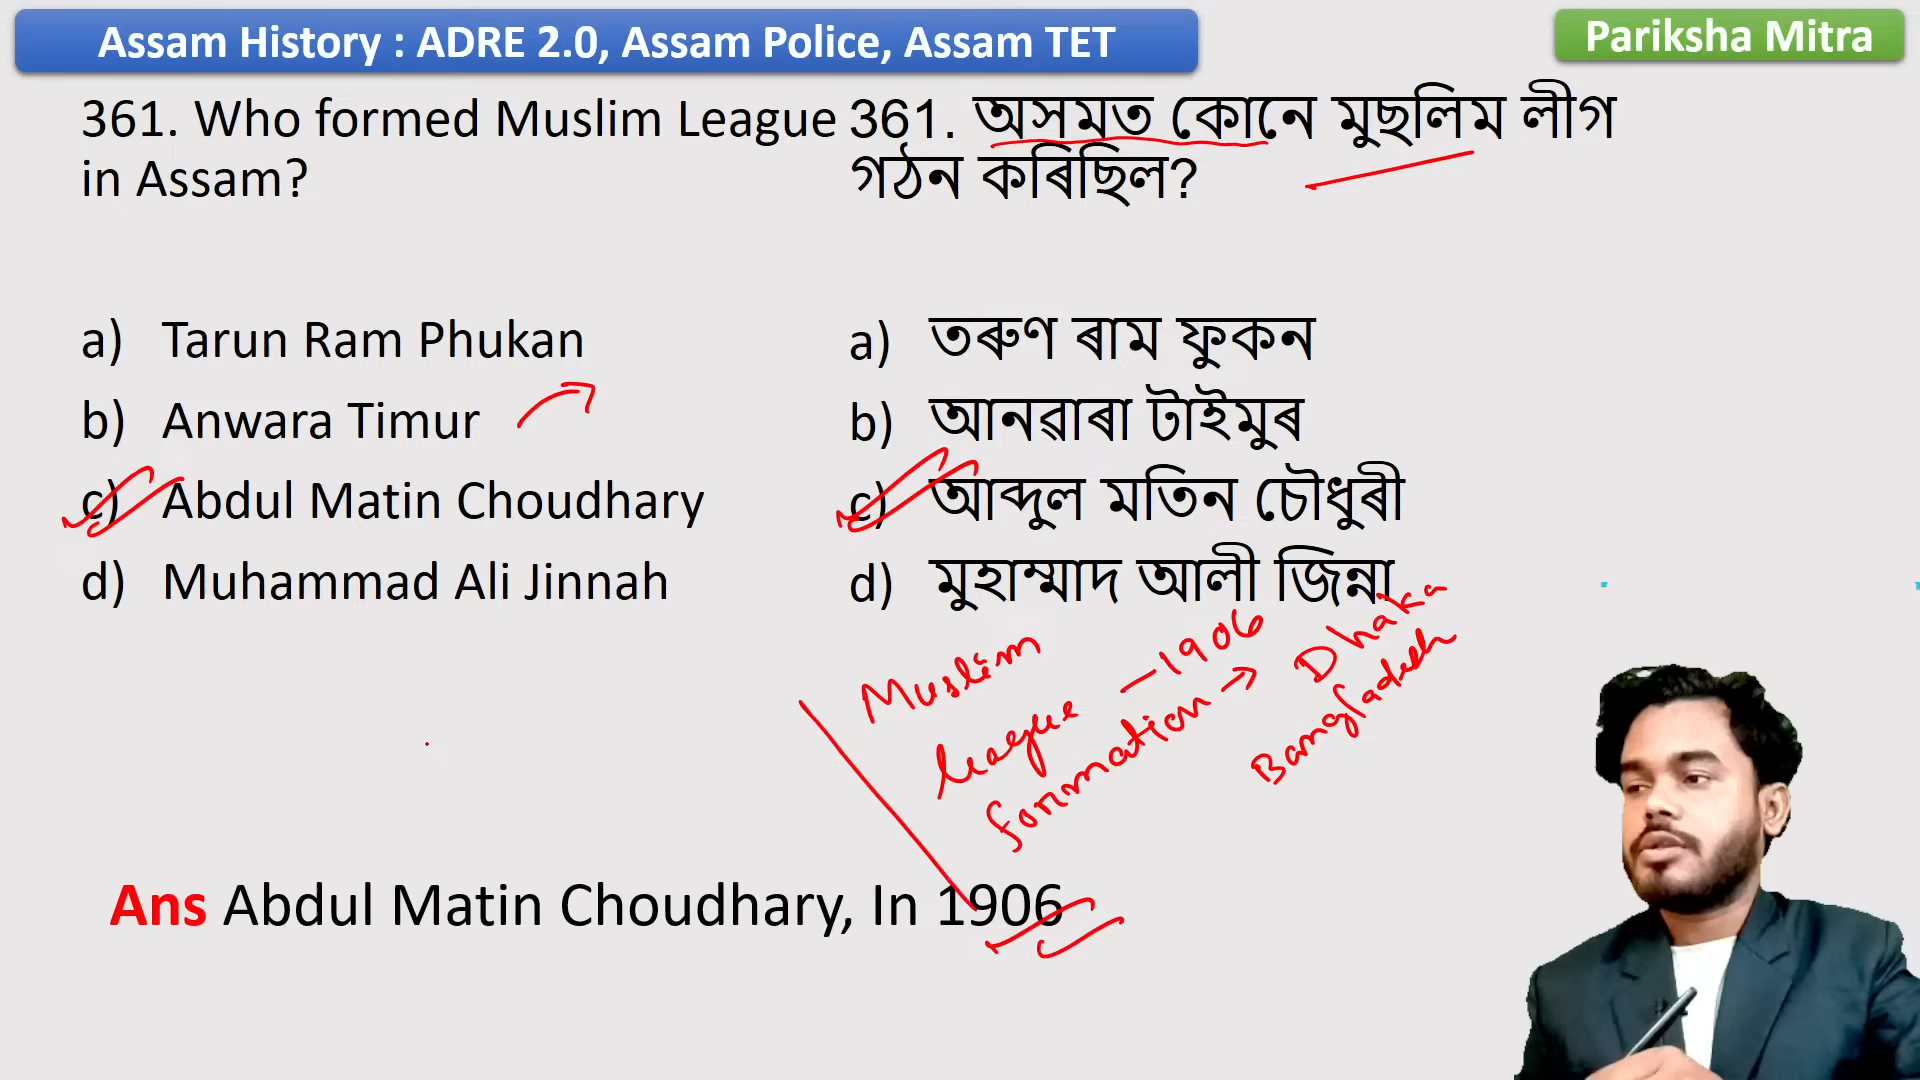 Assam History : ADRE 2.0, Assam Police, Assam TET
Pariksha Mitra
361. Who formed Muslim League
in Assam?
a) Tarun Ram Phukan
b) Anwara Timur
c) Abdul Matin Choudhary
d) Muhammad Ali Jinnah
361. অসমত কোনে মুছলিম লীগ
গঠন কৰিছিল?
a) তৰুণ ৰাম ফুকন
b) আনৱাৰা টাইমুৰ
c) আব্দুল মতিন চৌধুৰী
d) মুহাম্মাদ আলী জিন্না
Muslim
league – 1906
formation → Dhaka
Bangladesh
Ans Abdul Matin Choudhary, In 1906